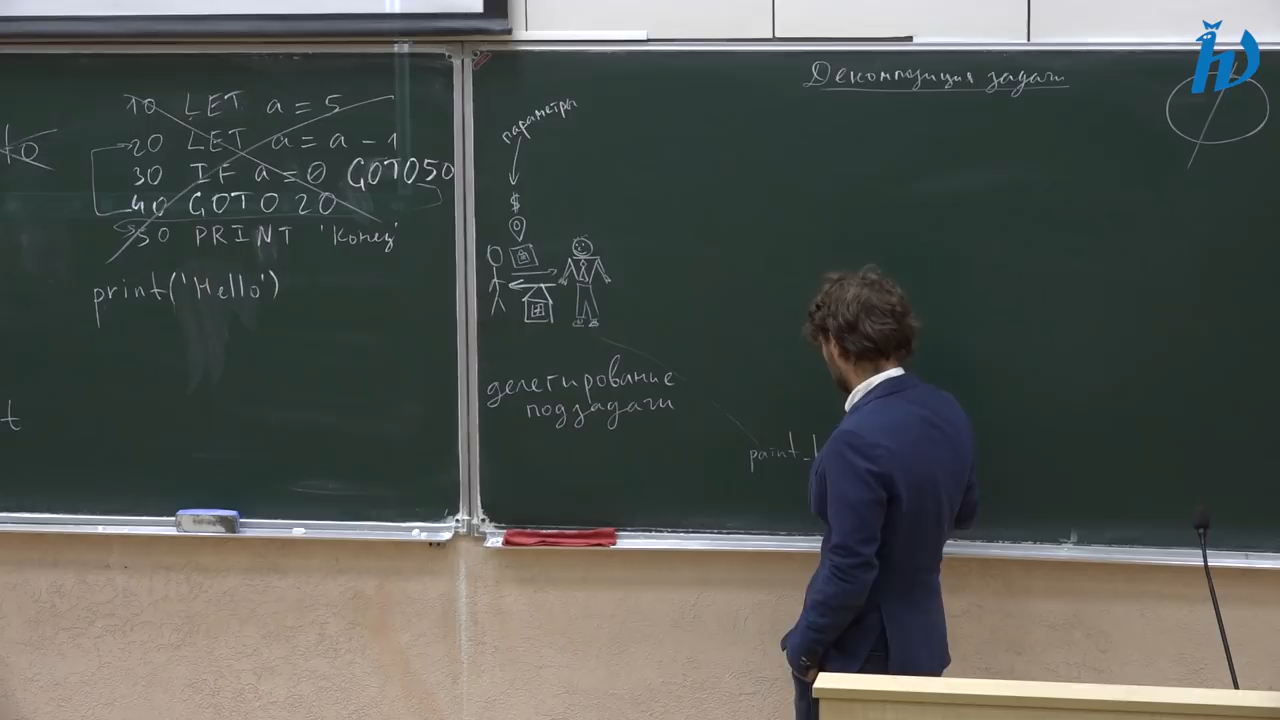 10 LET a = 5
20 LET a = a - 1
30 IF a = 0 GOTO 50
40 GOTO 20
50 PRINT 'Конец'
print('Hello')
t
Декомпозиция задачи
параметры
$
делегирование
подзадачи
paint_